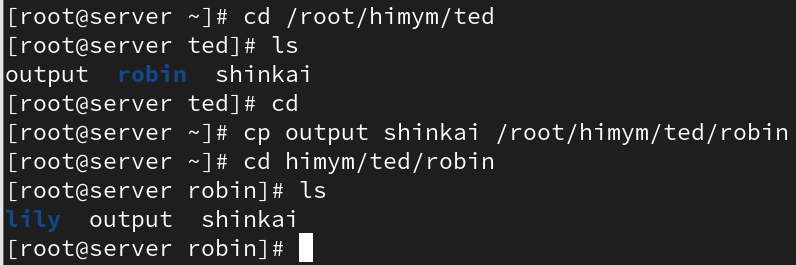 [root@server ~]# cd /root/himym/ted
[root@server ted]# ls
output  robin  shinkai
[root@server ted]# cd
[root@server ~]# cp output shinkai /root/himym/ted/robin
[root@server ~]# cd himym/ted/robin
[root@server robin]# ls
lily  output  shinkai
[root@server robin]#